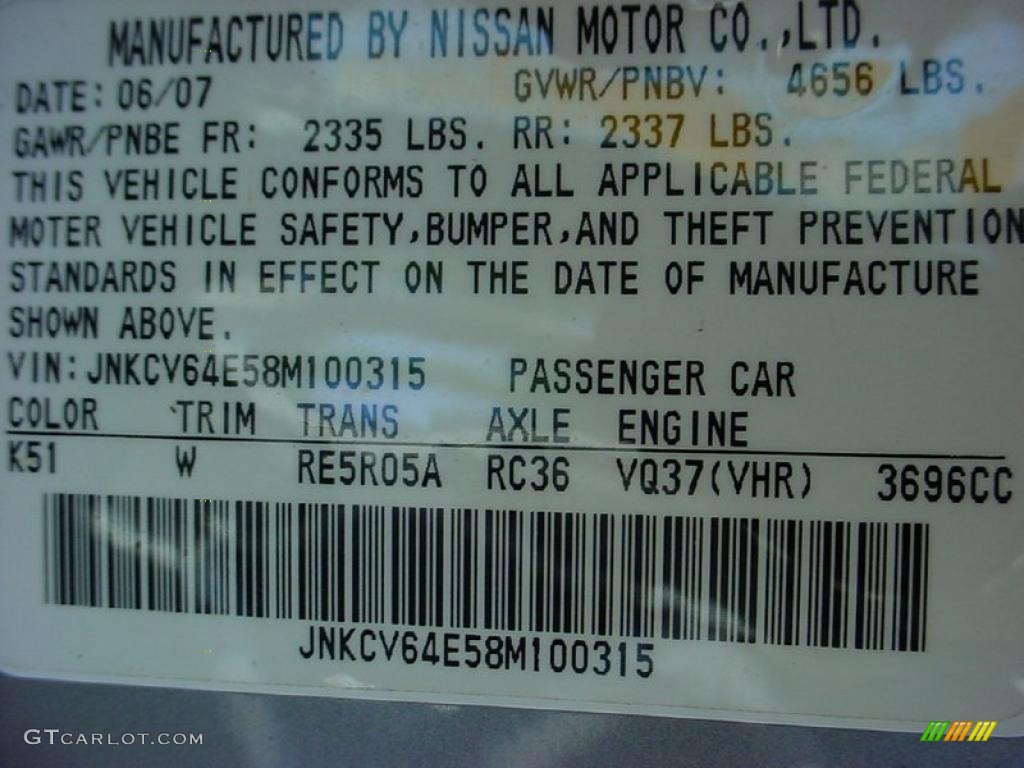 MANUFACTURED BY NISSAN MOTOR CO.,LTD.
DATE: 06/07 GVWR/PNBV: 4656 LBS.
GAWR/PNBE FR: 2335 LBS. RR: 2337 LBS.
THIS VEHICLE CONFORMS TO ALL APPLICABLE FEDERAL
MOTER VEHICLE SAFETY,BUMPER,AND THEFT PREVENTION
STANDARDS IN EFFECT ON THE DATE OF MANUFACTURE
SHOWN ABOVE.
VIN: JNKCV64E58M100315 PASSENGER CAR
COLOR TRIM TRANS AXLE ENGINE
K51 W RE5R05A RC36 VQ37(VHR) 3696CC
JNKCV64E58M100315
GTCARLOT.COM